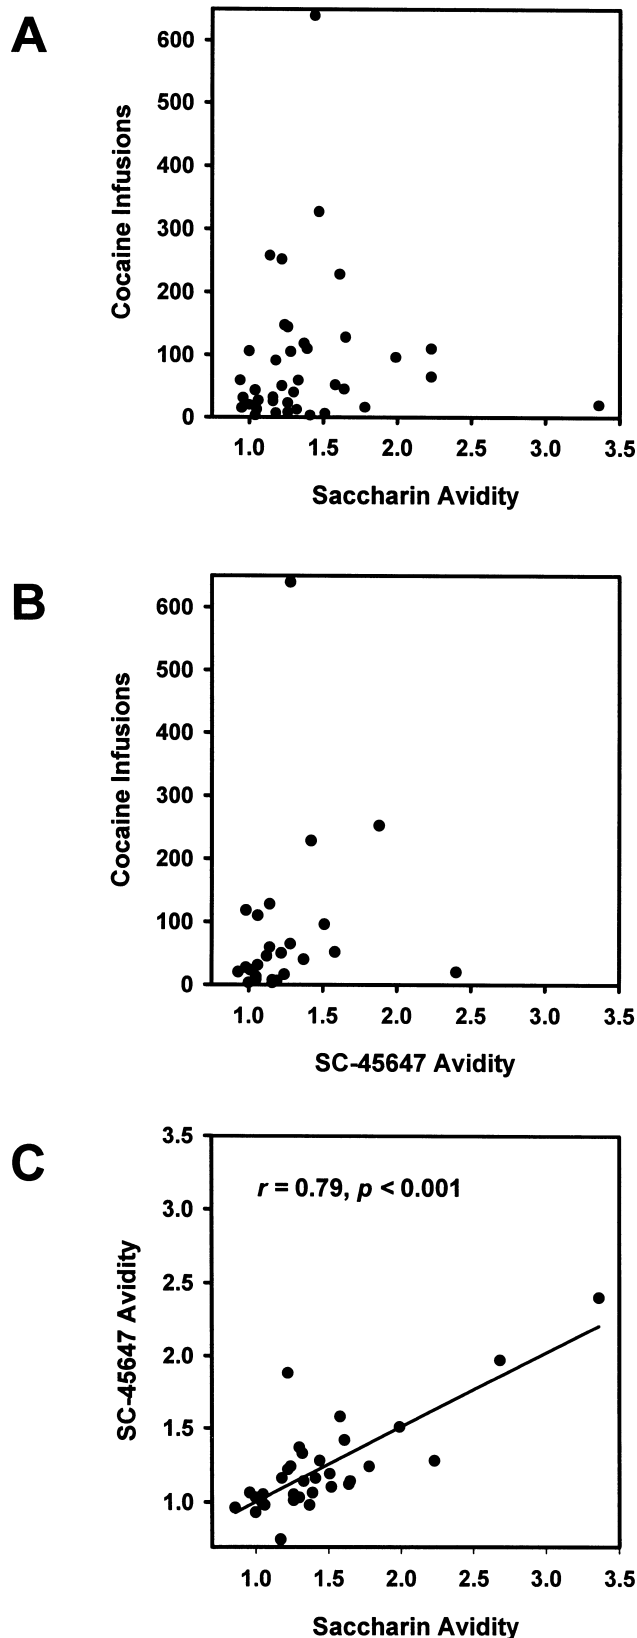 A
600
500
400
300
200
100
0
Cocaine Infusions
1.0 1.5 2.0 2.5 3.0 3.5
Saccharin Avidity
B
600
500
400
300
200
100
0
Cocaine Infusions
1.0 1.5 2.0 2.5 3.0 3.5
SC-45647 Avidity
C
3.5
r = 0.79, p < 0.001
3.0
2.5
2.0
1.5
1.0
SC-45647 Avidity
1.0 1.5 2.0 2.5 3.0 3.5
Saccharin Avidity